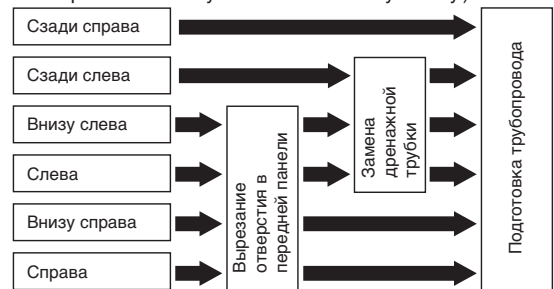 Сзади справа
Сзади слева
Внизу слева
Слева
Внизу справа
Справа
Вырезание
отверстия в
передней панели
Замена
дренажной
трубки
Подготовка трубопровода